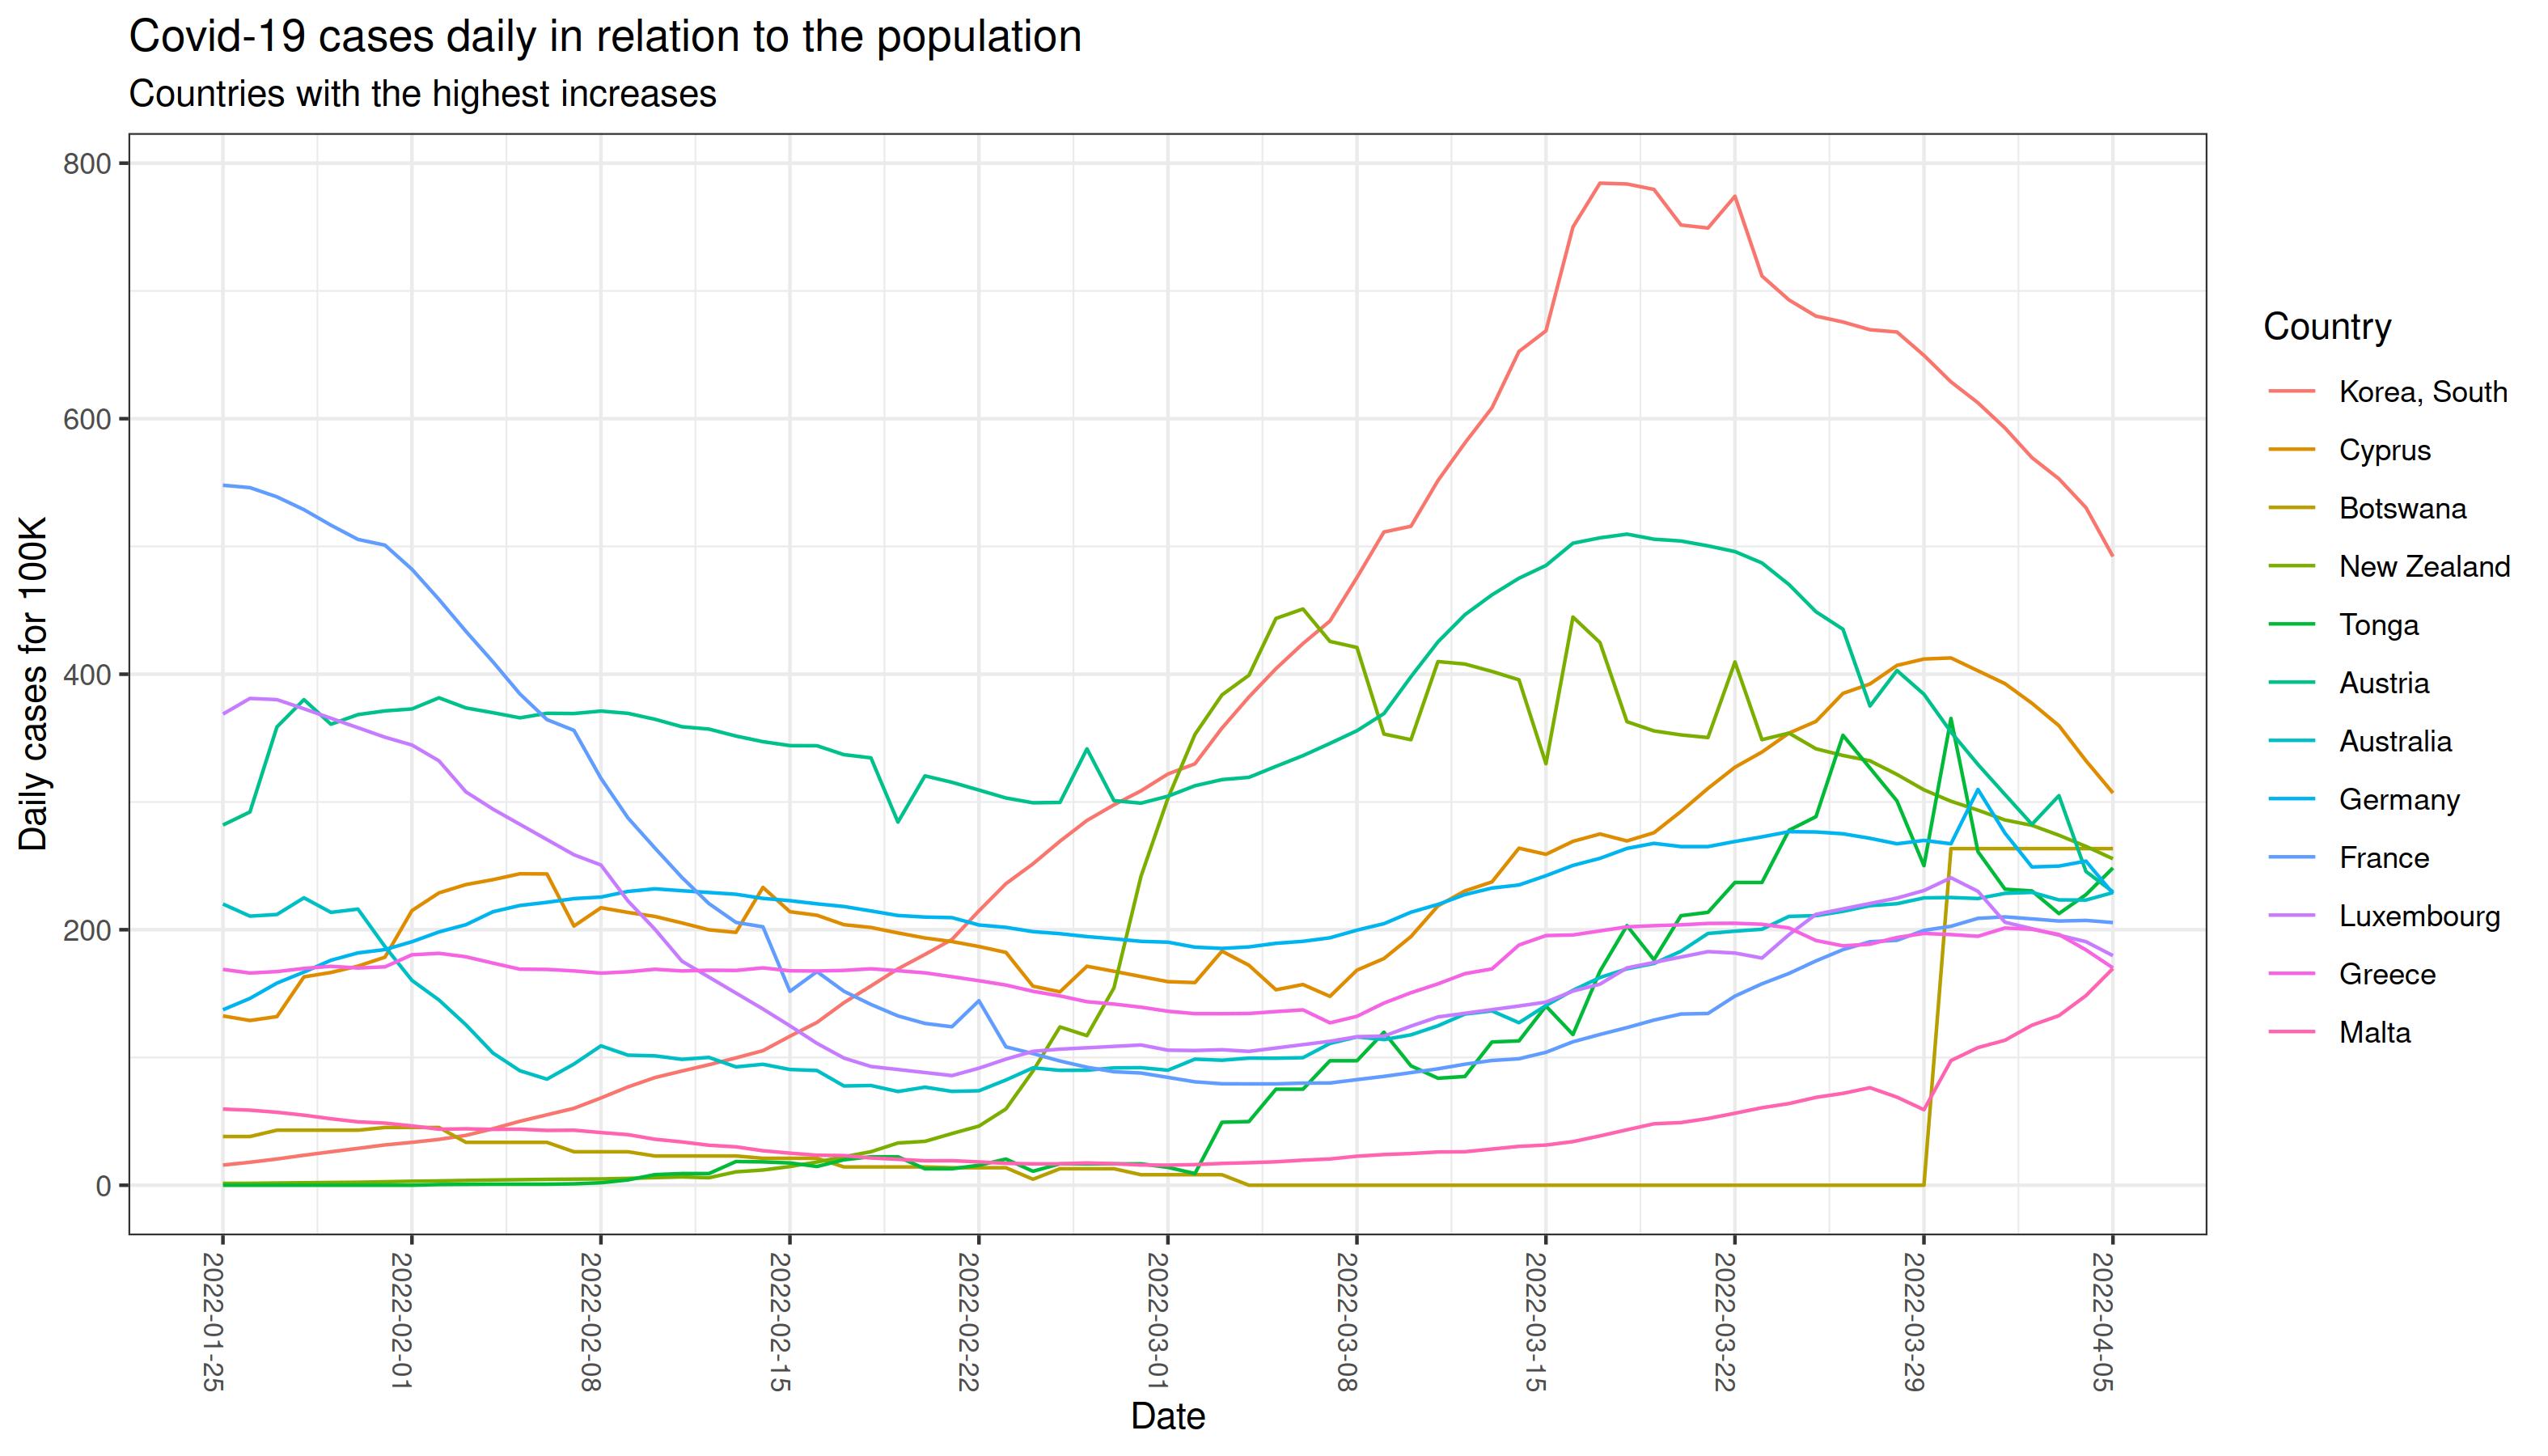 Covid-19 cases daily in relation to the population
Countries with the highest increases
Daily cases for 100K
800
600
400
200
0
2022-01-25
2022-02-01
2022-02-08
2022-02-15
2022-02-22
2022-03-01
2022-03-08
2022-03-15
2022-03-22
2022-03-29
2022-04-05
Date
Country
Korea, South
Cyprus
Botswana
New Zealand
Tonga
Austria
Australia
Germany
France
Luxembourg
Greece
Malta